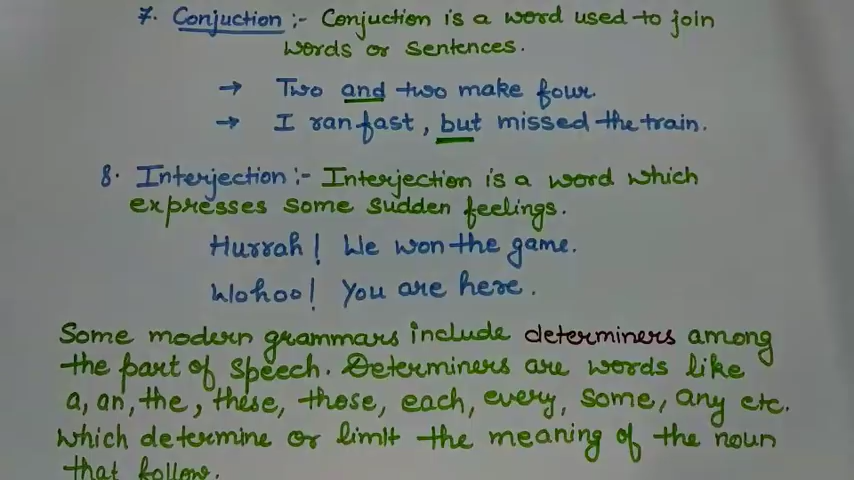 7. Conjuction :- Conjuction is a word used to join
words or sentences.
→ Two and two make four.
→ I ran fast, but missed the train.
8. Interjection :- Interjection is a word which
expresses some sudden feelings.
Hurrah! We won the game.
Wohoo! You are here.
Some modern grammars include determiners among
the part of speech. Determiners are words like
a, an, the, these, those, each, every, some, any etc.
which determine or limit the meaning of the noun
that follow.